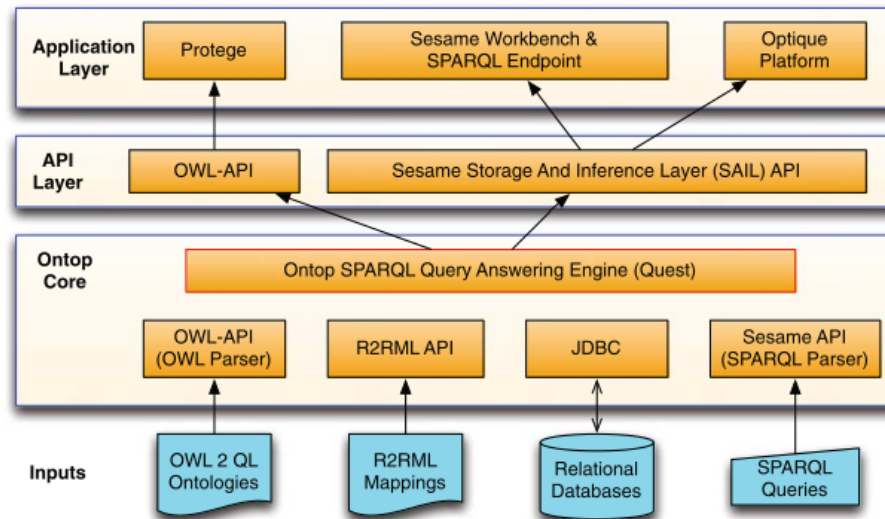 Application
Layer
Protege
Sesame Workbench &
SPARQL Endpoint
Optique
Platform
API
Layer
OWL-API
Sesame Storage And Inference Layer (SAIL) API
Ontop
Core
Ontop SPARQL Query Answering Engine (Quest)
OWL-API
(OWL Parser)
R2RML API
JDBC
Sesame API
(SPARQL Parser)
Inputs
OWL 2 QL
Ontologies
R2RML
Mappings
Relational
Databases
SPARQL
Queries